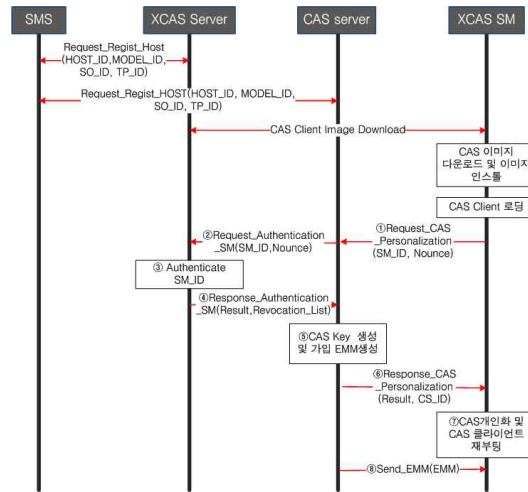 SMS
XCAS Server
CAS server
XCAS SM
Request_Regist_Host
(HOST_ID,MODEL_ID,
SO_ID, TP_ID)
Request_Regist_HOST(HOST_ID, MODEL_ID,
SO_ID, TP_ID)
CAS Client Image Download
CAS 이미지
다운로드 및 이미지
인스톨
CAS Client 로딩
①Request_CAS
_Personalization
(SM_ID, Nounce)
②Request_Authentication
_SM(SM_ID,Nounce)
③ Authenticate
SM_ID
④Response_Authentication
_SM(Result,Revocation_List)
⑤CAS Key 생성
및 가입 EMM생성
⑥Response_CAS
_Personalization
(Result, CS_ID)
⑦CAS개인화 및
CAS 클라이언트
재부팅
⑧Send_EMM(EMM)